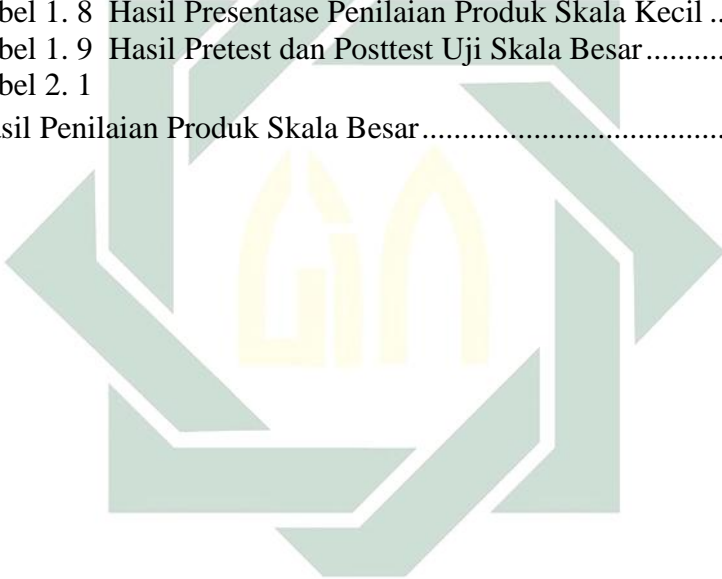 bel 1. 8 Hasil Presentase Penilaian Produk Skala Kecil ..
bel 1. 9 Hasil Pretest dan Posttest Uji Skala Besar..........
bel 2. 1
sil Penilaian Produk Skala Besar......................................